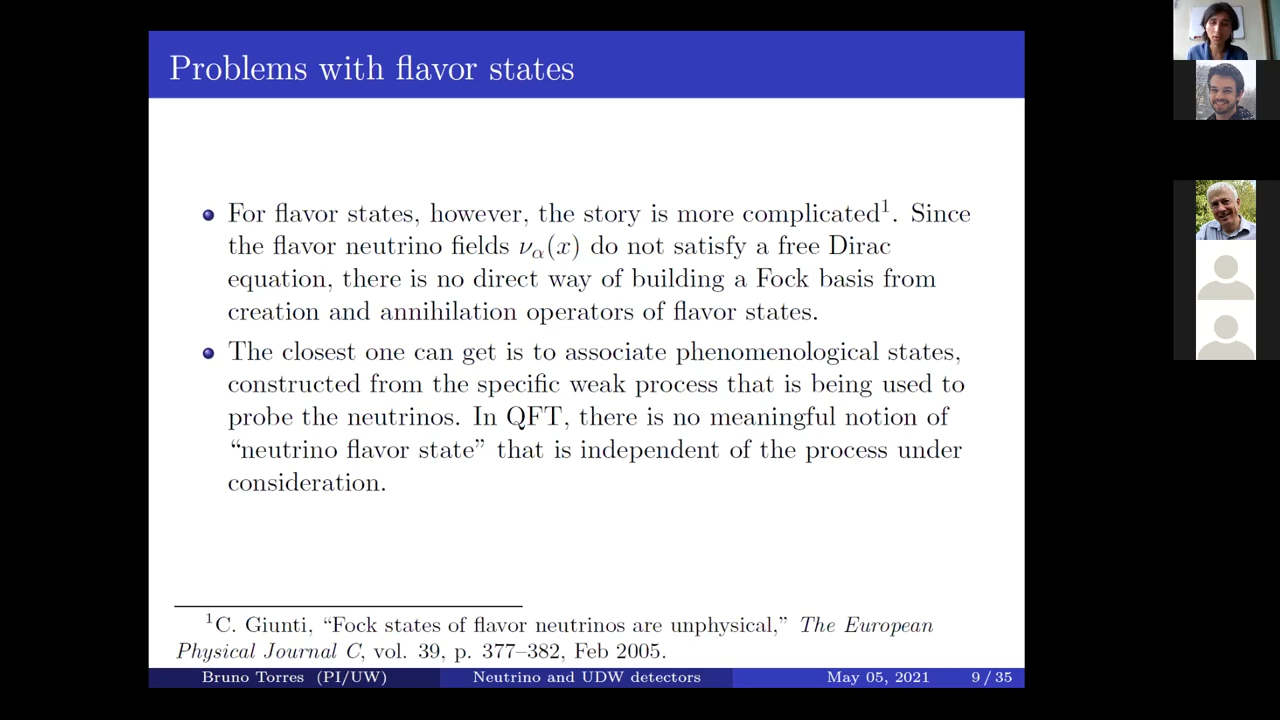 Problems with flavor states
For flavor states, however, the story is more complicated¹. Since
the flavor neutrino fields νₐ(x) do not satisfy a free Dirac
equation, there is no direct way of building a Fock basis from
creation and annihilation operators of flavor states.
The closest one can get is to associate phenomenological states,
constructed from the specific weak process that is being used to
probe the neutrinos. In QFT, there is no meaningful notion of
“neutrino flavor state” that is independent of the process under
consideration.
¹C. Giunti, “Fock states of flavor neutrinos are unphysical,” The European
Physical Journal C, vol. 39, p. 377–382, Feb 2005.
Bruno Torres (PI/UW) Neutrino and UDW detectors May 05, 2021 9 / 35